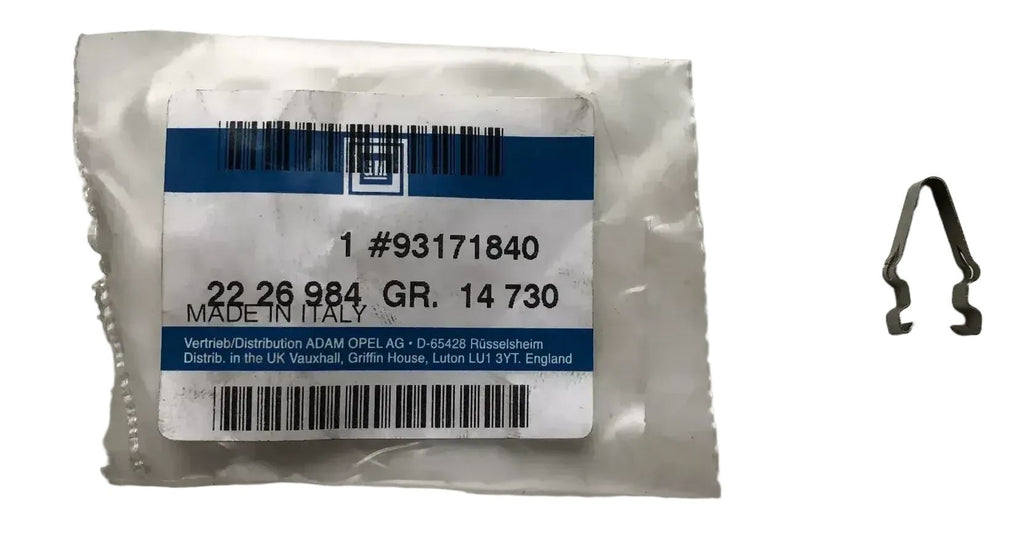 GM
1 #93171840
22 26 984 GR. 14 730
MADE IN ITALY
Vertrieb/Distribution ADAM OPEL AG • D-65428 Rüsselsheim
Distrib. in the UK Vauxhall, Griffin House, Luton LU1 3YT. England